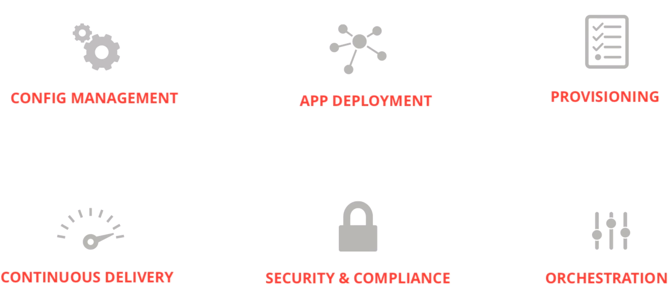 CONFIG MANAGEMENT
APP DEPLOYMENT
PROVISIONING
CONTINUOUS DELIVERY
SECURITY & COMPLIANCE
ORCHESTRATION